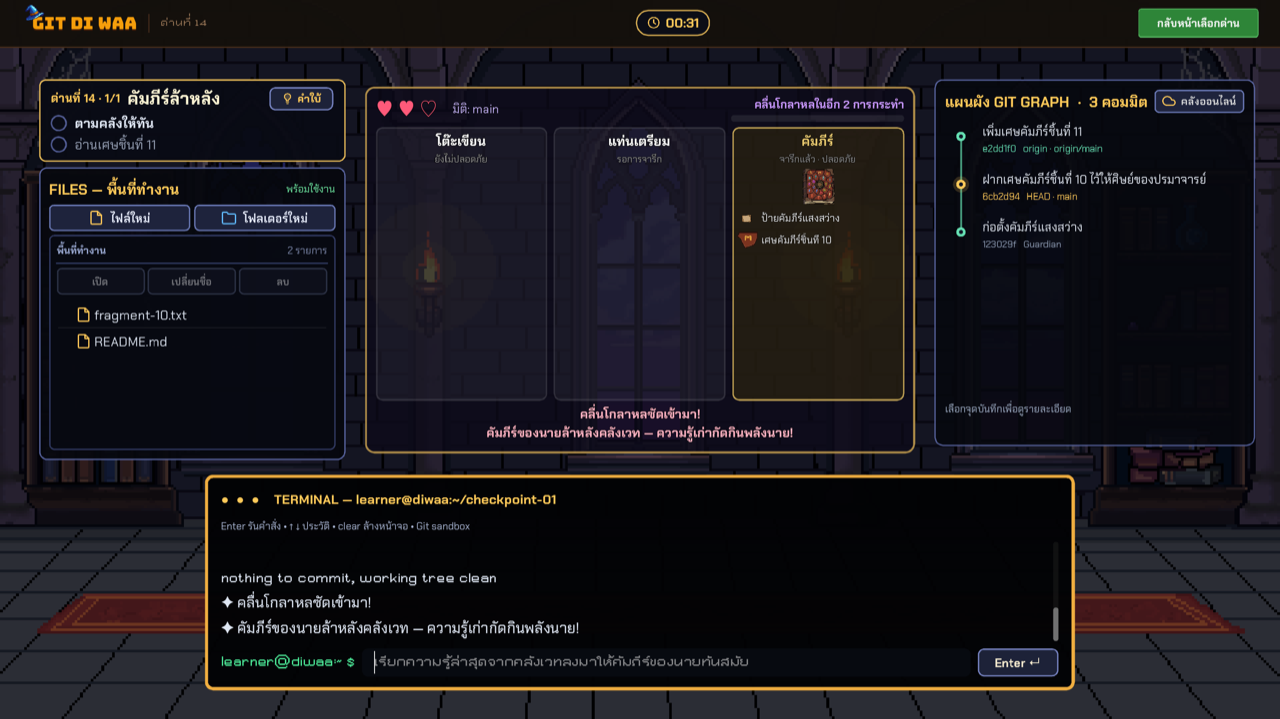 GIT DI WAA
ด่านที่ 14
00:31
กลับหน้าเลือกด่าน
ด่านที่ 14 · 1/1 คัมภีร์ล้าหลัง
คำใบ้
ตามคลังให้ทัน
อ่านเศษชิ้นที่ 11
FILES — พื้นที่ทำงาน
พร้อมใช้งาน
ไฟล์ใหม่
โฟลเดอร์ใหม่
พื้นที่ทำงาน
2 รายการ
เปิด
เปลี่ยนชื่อ
ลบ
fragment-10.txt
README.md
มิติ: main
คลื่นโกลาหลในอีก 2 การกระทำ
โต๊ะเขียน
ยังไม่ปลอดภัย
แท่นเตรียม
รอการจารึก
คัมภีร์
จารึกแล้ว · ปลอดภัย
ป้ายคัมภีร์แสงสว่าง
เศษคัมภีร์ชิ้นที่ 10
คลื่นโกลาหลซัดเข้ามา!
คัมภีร์ของนายล้าหลังคลังเวท — ความรู้เก่ากัดกินพลังนาย!
แผนผัง GIT GRAPH · 3 คอมมิต
คลังออนไลน์
เพิ่มเศษคัมภีร์ชิ้นที่ 11
e2dd1f0 origin · origin/main
ฝากเศษคัมภีร์ชิ้นที่ 10 ไว้ให้ศิษย์ของปรมาจารย์
6cb2d94 HEAD · main
ก่อตั้งคัมภีร์แสงสว่าง
123029f Guardian
เลือกจุดบันทึกเพื่อดูรายละเอียด
TERMINAL — learner@diwaa:~/checkpoint-01
Enter รันคำสั่ง • ↑↓ ประวัติ • clear ล้างหน้าจอ • Git sandbox
nothing to commit, working tree clean
✦ คลื่นโกลาหลซัดเข้ามา!
✦ คัมภีร์ของนายล้าหลังคลังเวท — ความรู้เก่ากัดกินพลังนาย!
learner@diwaa:~ $
เรียกความรู้ล่าสุดจากคลังเวทลงมาให้คัมภีร์ของนายทันสมัย
Enter ↵